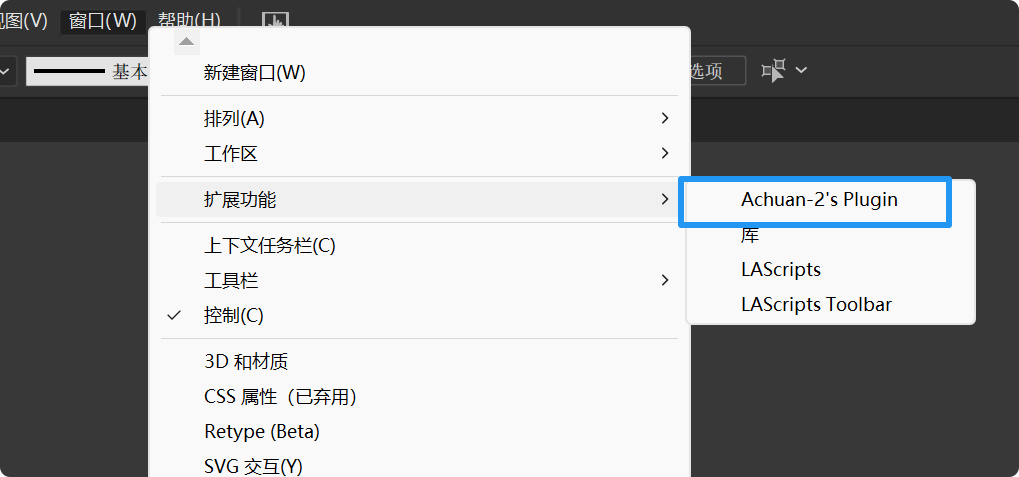 视图(V) 窗口(W) 帮助(H)
基本
选项
新建窗口(W)
排列(A)
工作区
扩展功能
上下文任务栏(C)
工具栏
控制(C)
3D 和材质
CSS 属性（已弃用）
Retype (Beta)
SVG 交互(Y)
Achuan-2's Plugin
库
LAScripts
LAScripts Toolbar